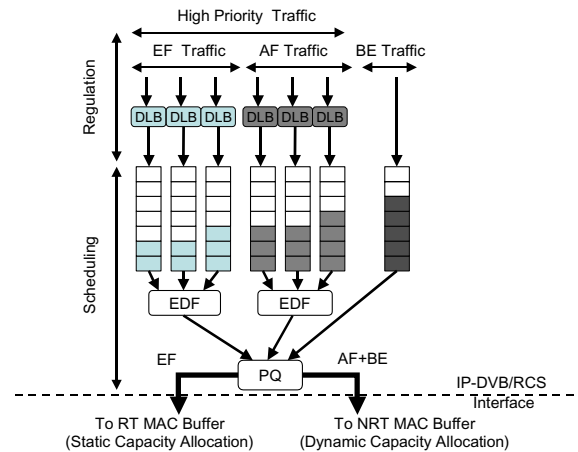 High Priority Traffic
EF Traffic
AF Traffic
BE Traffic
Regulation
DLB DLB DLB DLB DLB DLB
Scheduling
EDF EDF
EF
PQ
AF+BE
IP-DVB/RCS
Interface
To RT MAC Buffer
(Static Capacity Allocation)
To NRT MAC Buffer
(Dynamic Capacity Allocation)